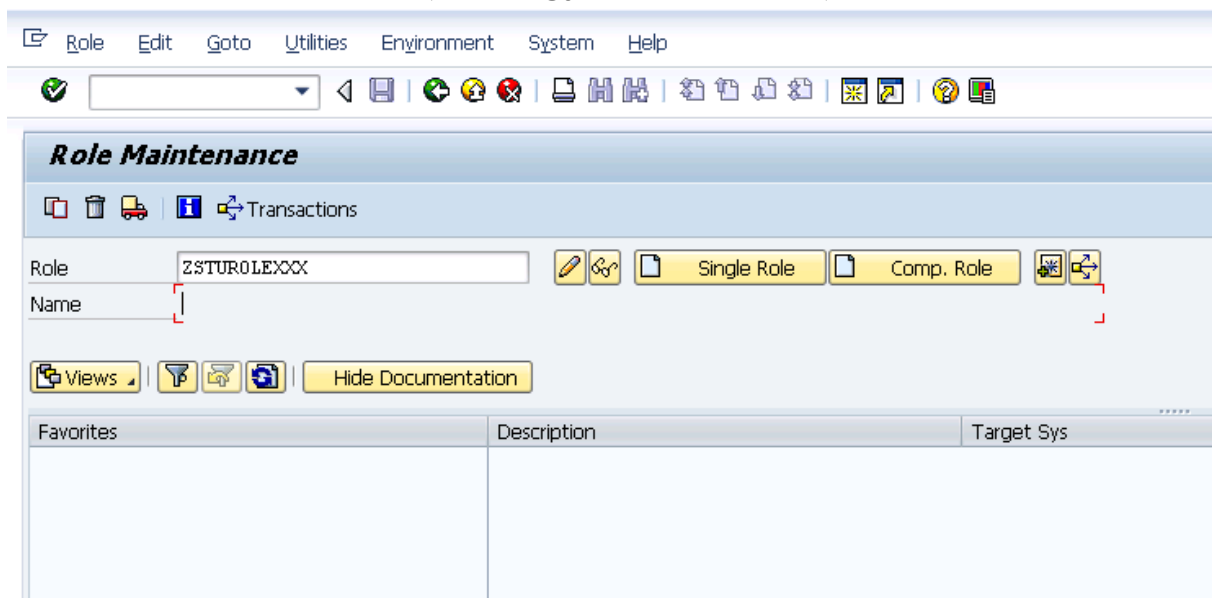 Role Edit Goto Utilities Environment System Help
Role Maintenance
Transactions
Role ZSTUROLEXXX Single Role Comp. Role
Name
Views Hide Documentation
Favorites Description Target Sys